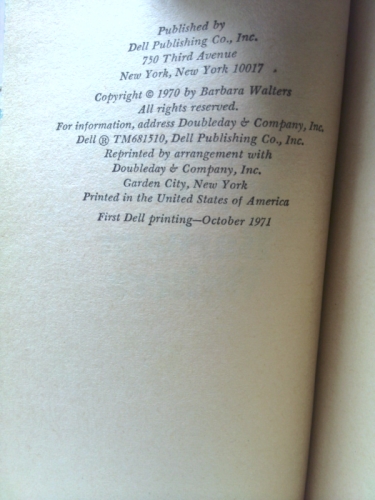 Published by
Dell Publishing Co., Inc.
750 Third Avenue
New York, New York 10017
Copyright © 1970 by Barbara Walters
All rights reserved.
For information, address Doubleday & Company, Inc.
Dell ® TM681510, Dell Publishing Co., Inc.
Reprinted by arrangement with
Doubleday & Company, Inc.
Garden City, New York
Printed in the United States of America
First Dell printing—October 1971